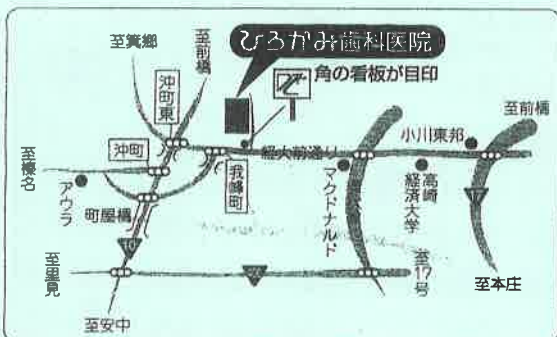 ひろかみ歯科医院
角の看板が目印
至箕郷
至前橋
沖町東
至前橋
小川東邦
沖町
経大前通り
至榛名
アウラ
我峰町
マクドナルド
高崎
経済大学
町屋橋
10
17
至里見
至17号
至本庄
至安中